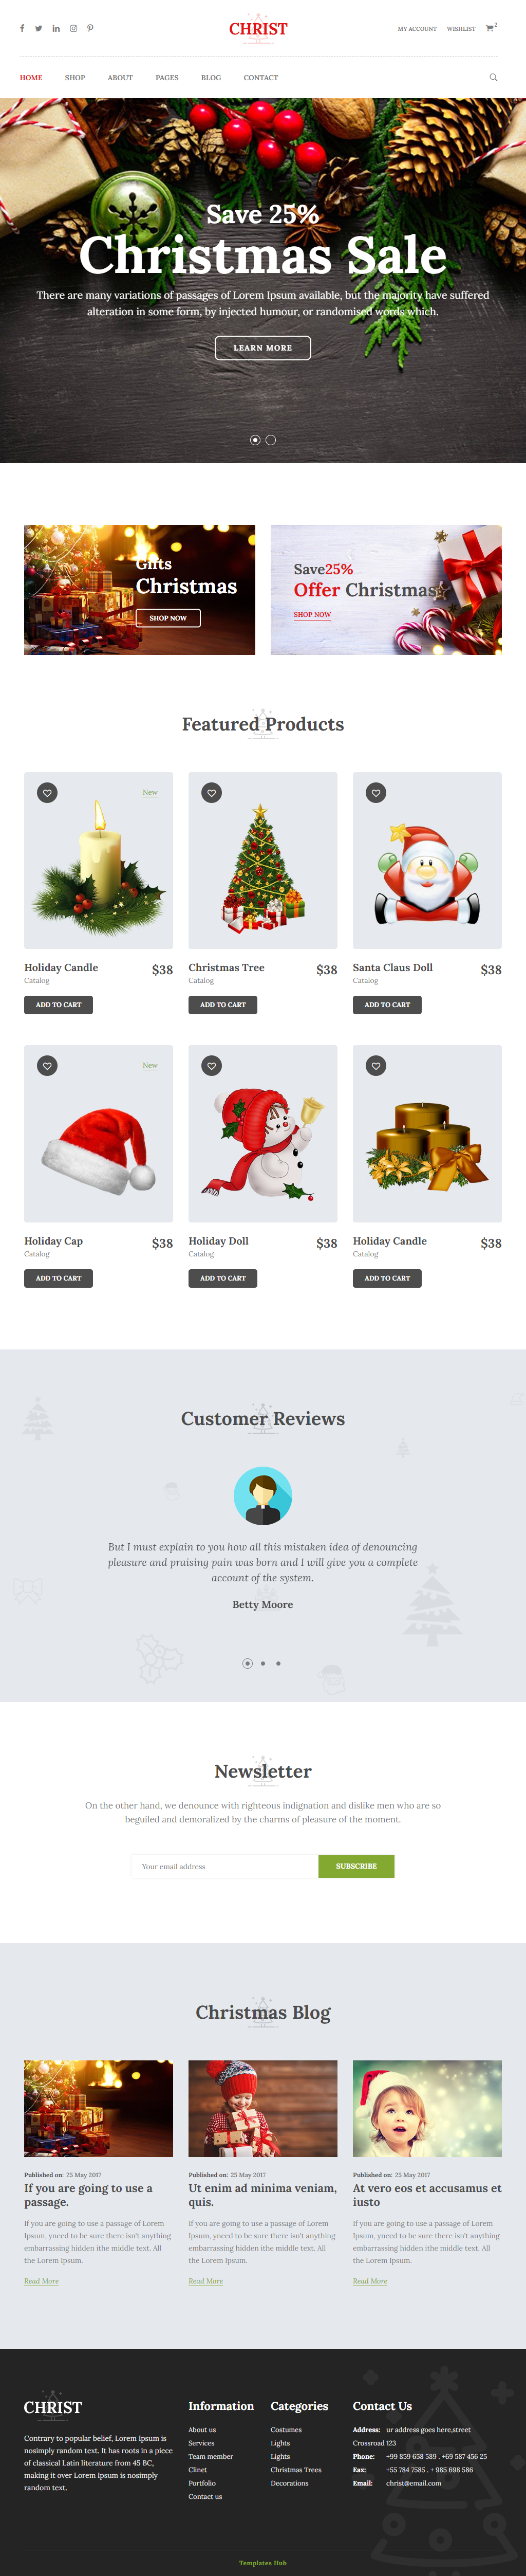 CHRIST
MY ACCOUNT WISHLIST 2
HOME SHOP ABOUT PAGES BLOG CONTACT
Save 25%
Christmas Sale
There are many variations of passages of Lorem Ipsum available, but the majority have suffered
alteration in some form, by injected humour, or randomised words which.
LEARN MORE
Gifts
Christmas
SHOP NOW
Save25%
Offer Christmas
SHOP NOW
Featured Products
New
Holiday Candle $38
Catalog
ADD TO CART
Christmas Tree $38
Catalog
ADD TO CART
Santa Claus Doll $38
Catalog
ADD TO CART
New
Holiday Cap $38
Catalog
ADD TO CART
Holiday Doll $38
Catalog
ADD TO CART
Holiday Candle $38
Catalog
ADD TO CART
Customer Reviews
But I must explain to you how all this mistaken idea of denouncing
pleasure and praising pain was born and I will give you a complete
account of the system.
Betty Moore
Newsletter
On the other hand, we denounce with righteous indignation and dislike men who are so
beguiled and demoralized by the charms of pleasure of the moment.
Your email address
SUBSCRIBE
Christmas Blog
Published on: 25 May 2017
If you are going to use a
passage.
If you are going to use a passage of Lorem
Ipsum, yneed to be sure there isn't anything
embarrassing hidden ithe middle text. All
the Lorem Ipsum.
Read More
Published on: 25 May 2017
Ut enim ad minima veniam,
quis.
If you are going to use a passage of Lorem
Ipsum, yneed to be sure there isn't anything
embarrassing hidden ithe middle text. All
the Lorem Ipsum.
Read More
Published on: 25 May 2017
At vero eos et accusamus et
iusto
If you are going to use a passage of Lorem
Ipsum, yneed to be sure there isn't anything
embarrassing hidden ithe middle text. All
the Lorem Ipsum.
Read More
CHRIST
Contrary to popular belief, Lorem Ipsum is
nosimply random text. It has roots in a piece
of classical Latin literature from 45 BC,
making it over Lorem Ipsum is nosimply
random text.
Information
About us
Services
Team member
Clinet
Portfolio
Contact us
Categories
Costumes
Lights
Lights
Christmas Trees
Decorations
Contact Us
Address: ur address goes here,street
Crossroad 123
Phone: +99 859 658 589 , +69 587 456 25
Fax: +55 784 7585 , + 985 698 586
Email: christ@email.com
Templates Hub